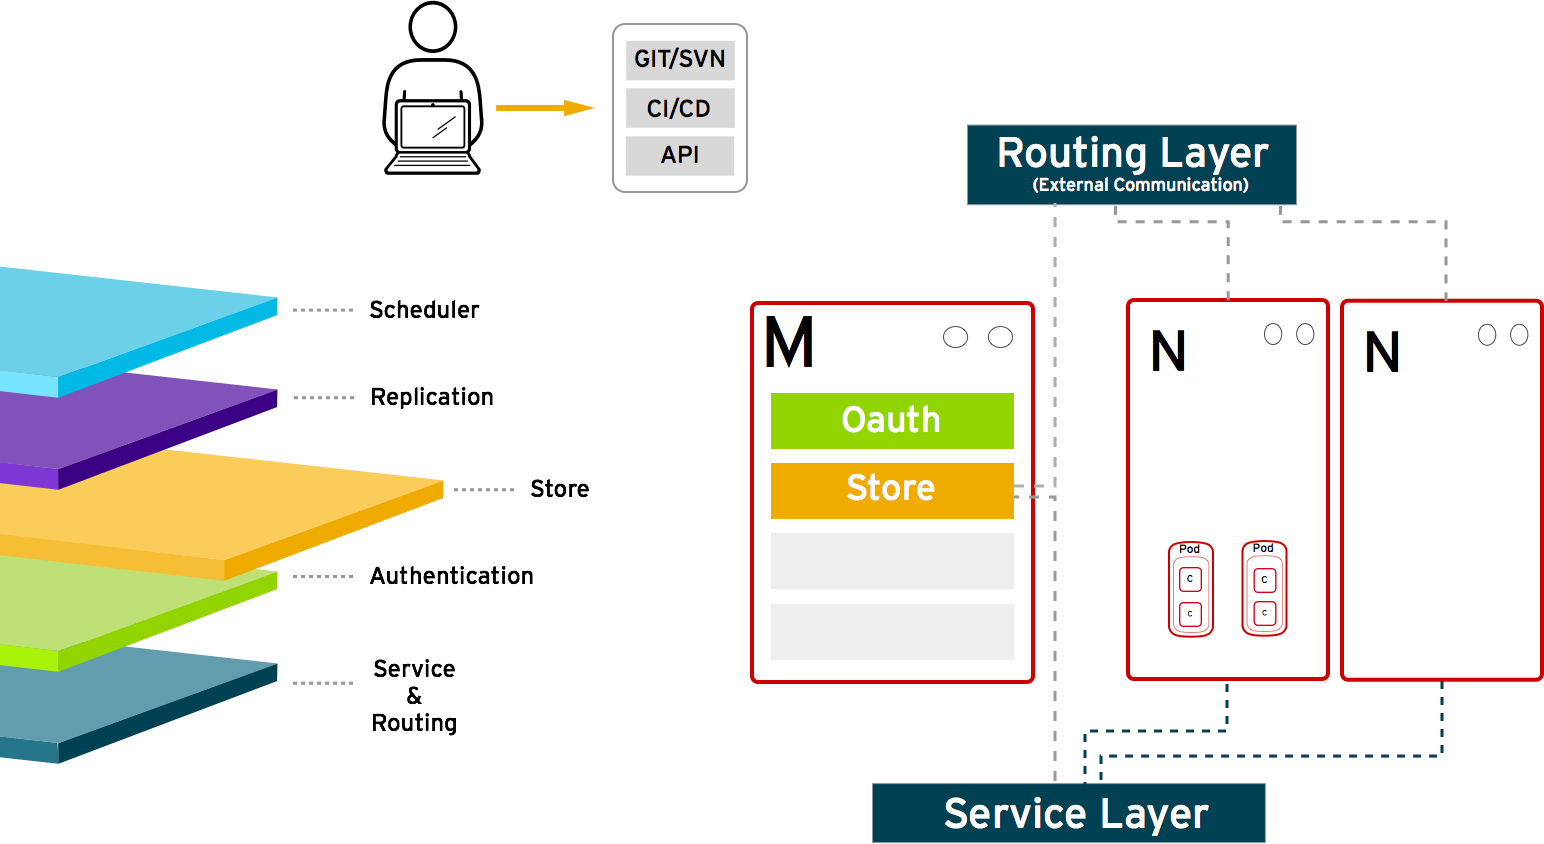 GIT/SVN
CI/CD
API
Routing Layer
(External Communication)
Scheduler
Replication
Store
Authentication
Service
&
Routing
M
Oauth
Store
N
Pod
c
c
Pod
c
c
N
Service Layer